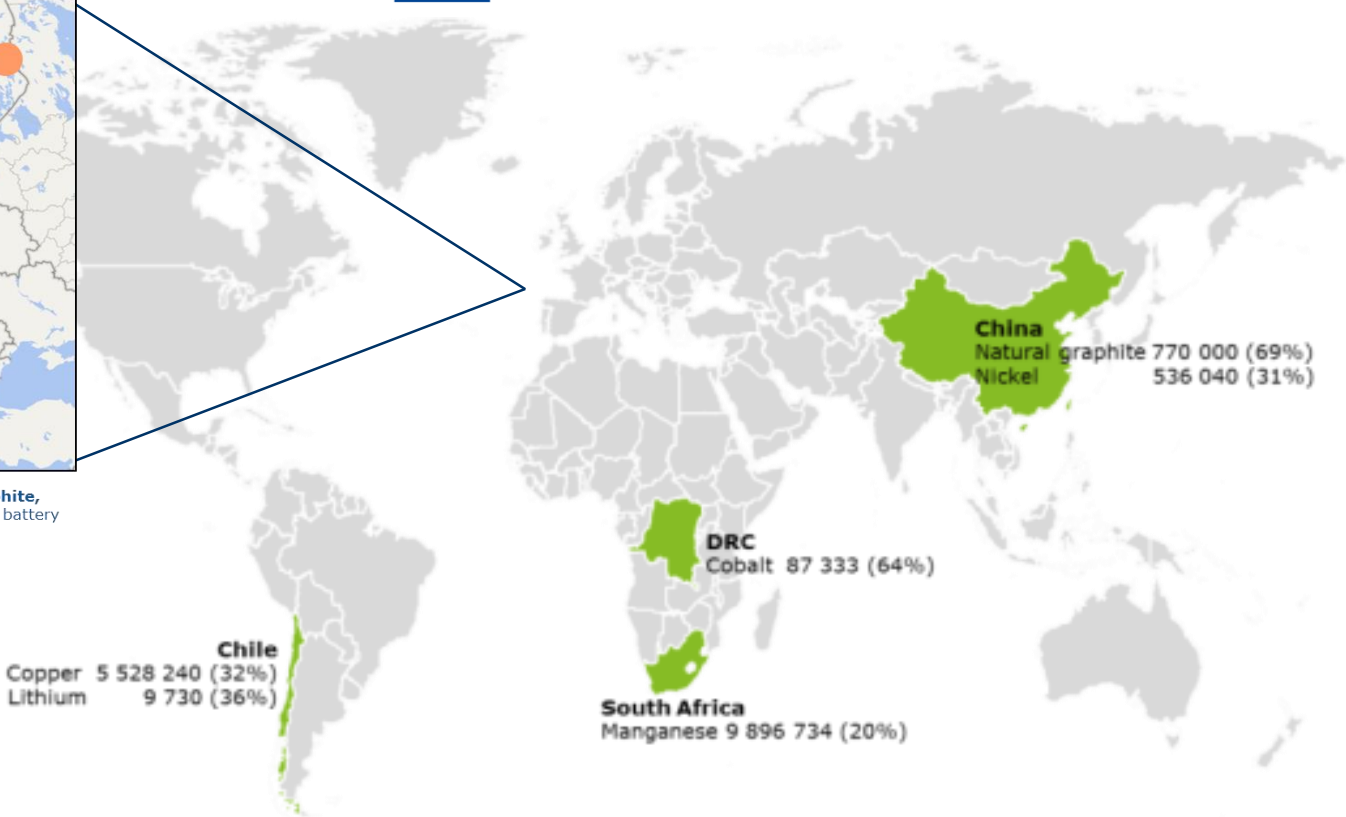 China
Natural graphite 770 000 (69%)
Nickel 536 040 (31%)
hite,
battery
DRC
Cobalt 87 333 (64%)
Chile
Copper 5 528 240 (32%)
Lithium 9 730 (36%)
South Africa
Manganese 9 896 734 (20%)